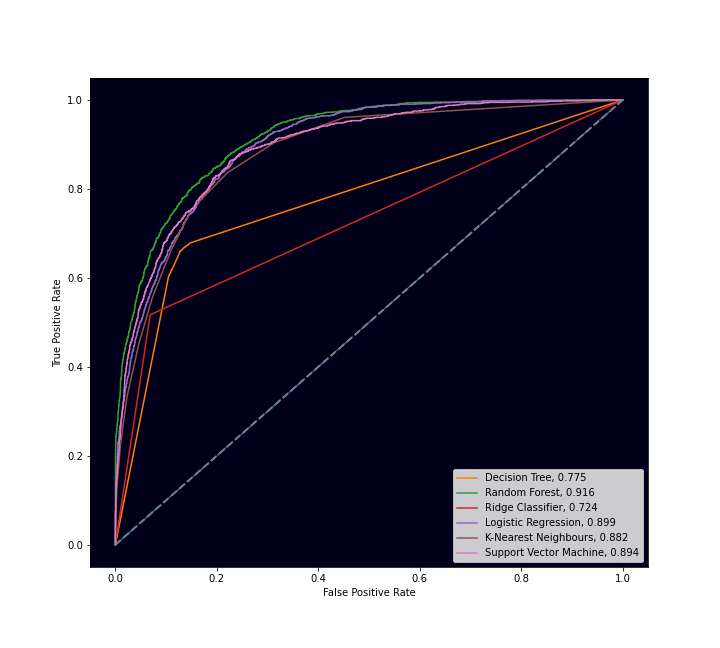 1.0
0.8
0.6
0.4
0.2
0.0
True Positive Rate
Decision Tree, 0.775
Random Forest, 0.916
Ridge Classifier, 0.724
Logistic Regression, 0.899
K-Nearest Neighbours, 0.882
Support Vector Machine, 0.894
0.0 0.2 0.4 0.6 0.8 1.0
False Positive Rate